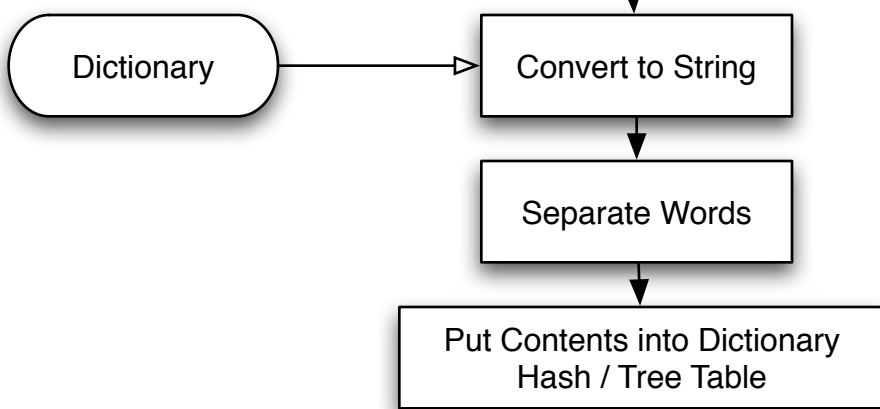 Dictionary
Convert to String
Separate Words
Put Contents into Dictionary
Hash / Tree Table